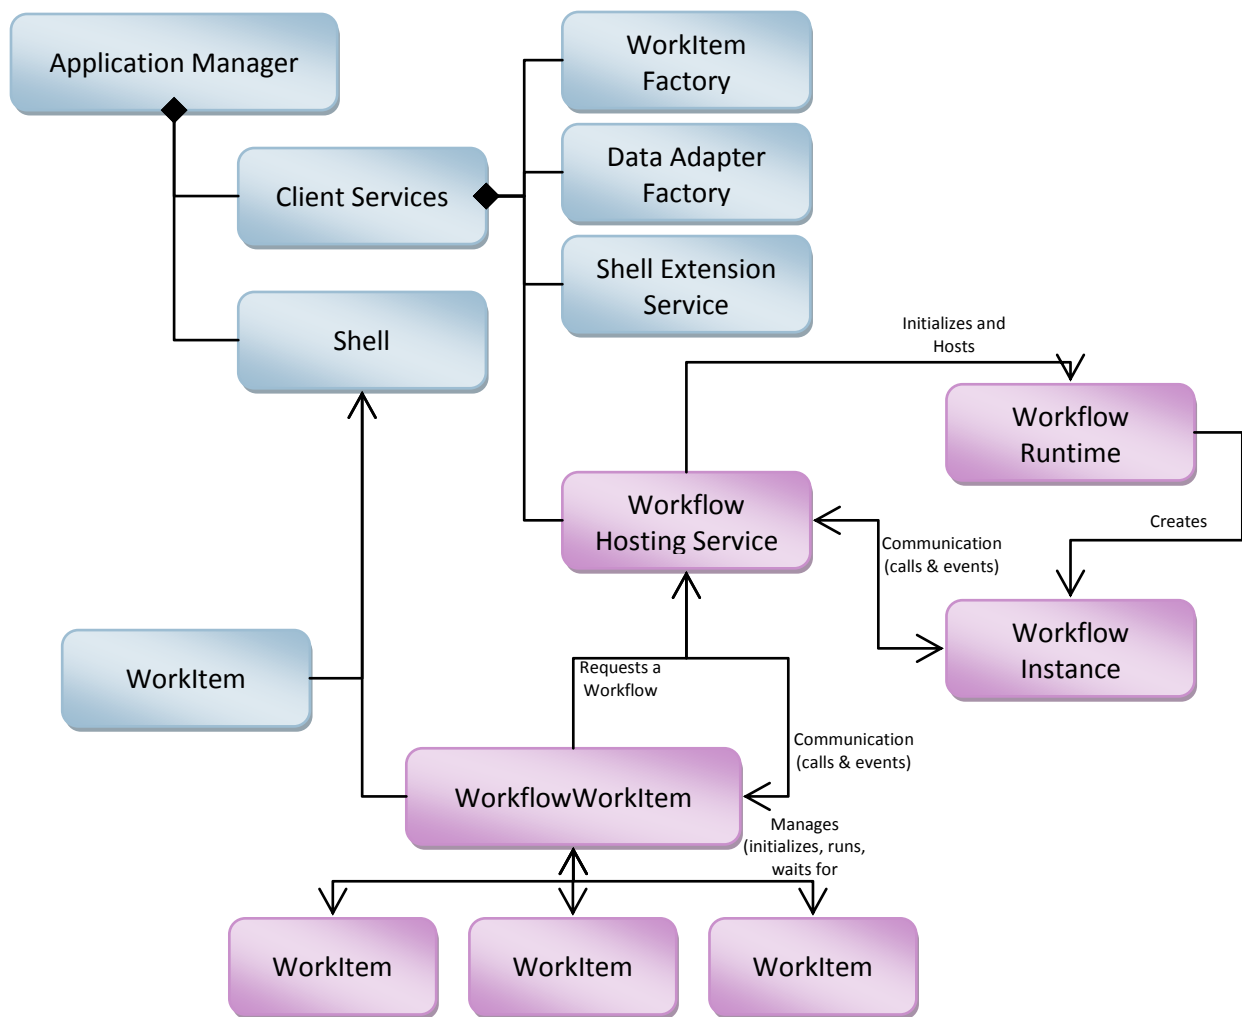 Application Manager
WorkItem
Factory
Client Services
Data Adapter
Factory
Shell Extension
Service
Shell
Initializes and
Hosts
Workflow
Runtime
Workflow
Hosting Service
Creates
Communication
(calls & events)
Workflow
Instance
WorkItem
Requests a
Workflow
Communication
(calls & events)
WorkflowWorkItem
Manages
(initializes, runs,
waits for
WorkItem
WorkItem
WorkItem